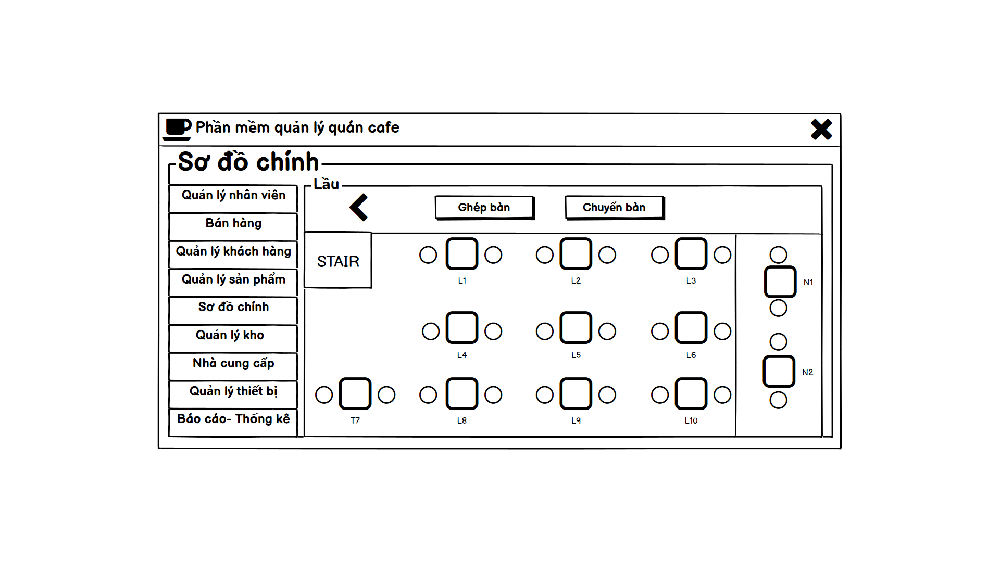 Phần mềm quản lý quán cafe
Sơ đồ chính
Quản lý nhân viên
Bán hàng
Quản lý khách hàng
Quản lý sản phẩm
Sơ đồ chính
Quản lý kho
Nhà cung cấp
Quản lý thiết bị
Báo cáo- Thống kê
Lầu
Ghép bàn
Chuyển bàn
STAIR
L1
L2
L3
L4
L5
L6
T7
L8
L9
L10
N1
N2